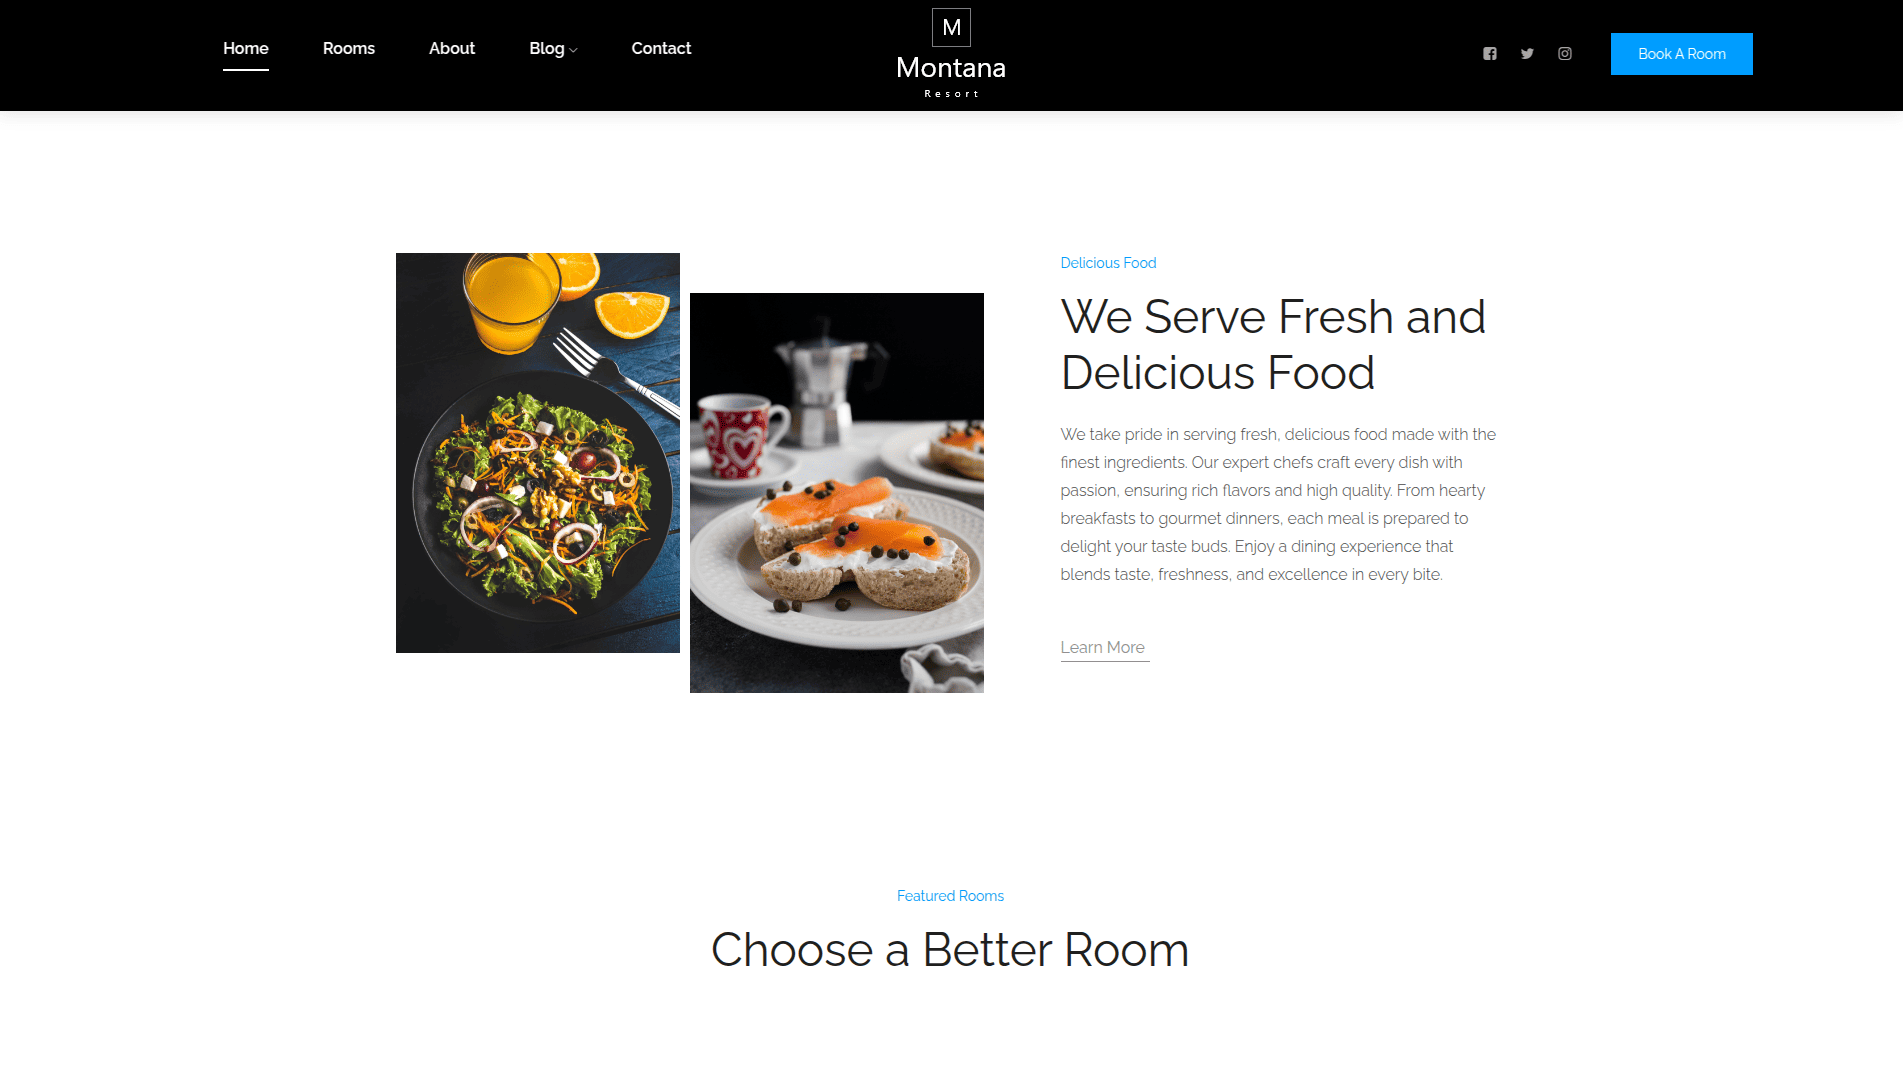 Home
Rooms
About
Blog
Contact
M
Montana
Resort
Book A Room
Delicious Food
We Serve Fresh and
Delicious Food
We take pride in serving fresh, delicious food made with the
finest ingredients. Our expert chefs craft every dish with
passion, ensuring rich flavors and high quality. From hearty
breakfasts to gourmet dinners, each meal is prepared to
delight your taste buds. Enjoy a dining experience that
blends taste, freshness, and excellence in every bite.
Learn More
Featured Rooms
Choose a Better Room